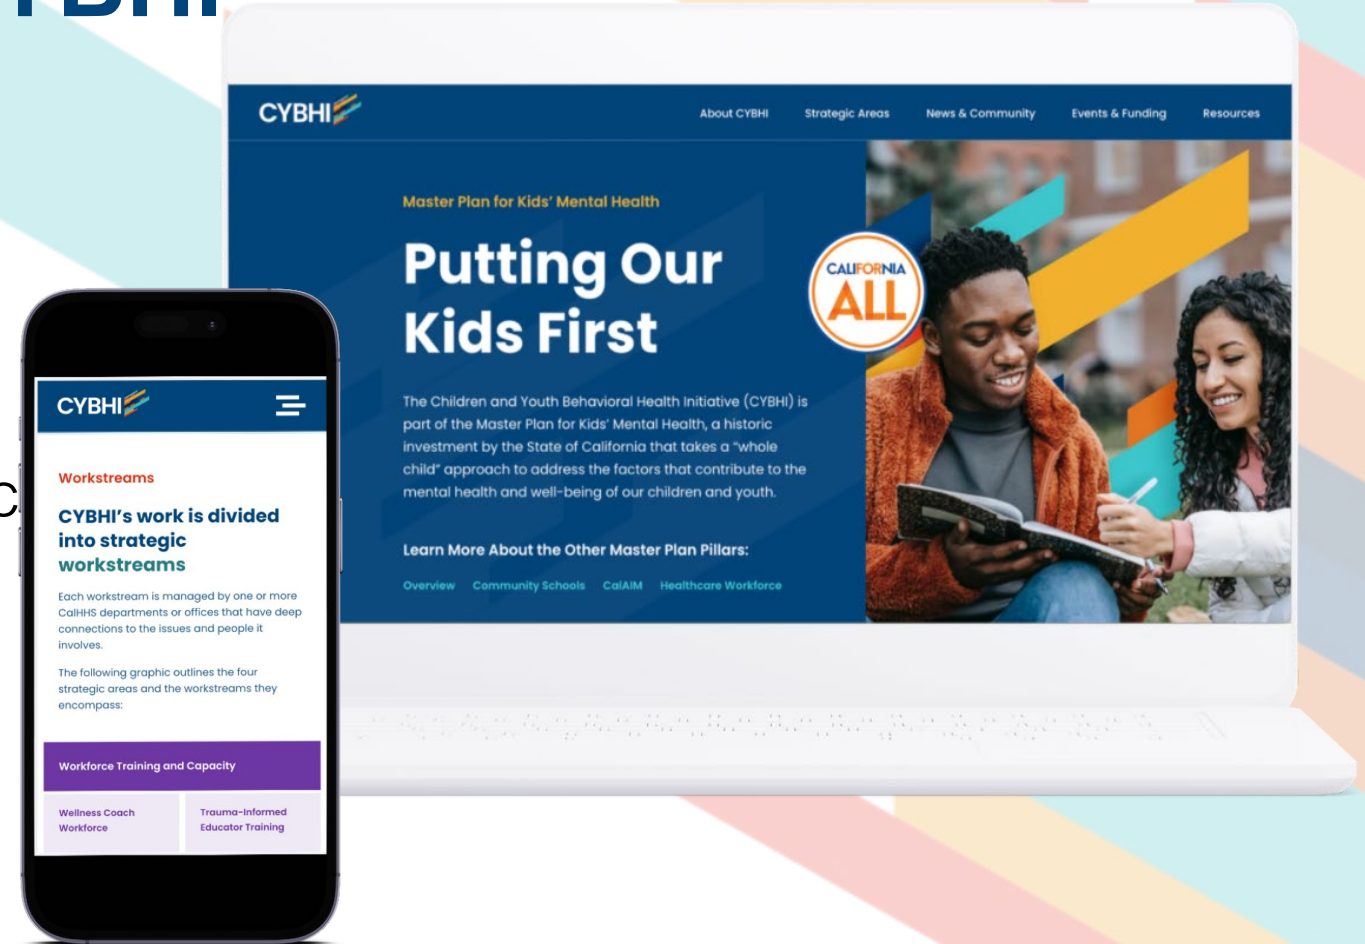 CYBHI
About CYBHI Strategic Areas News & Community Events & Funding Resources
Master Plan for Kids' Mental Health
Putting Our
Kids First
CALIFORNIA
ALL
The Children and Youth Behavioral Health Initiative (CYBHI) is
part of the Master Plan for Kids' Mental Health, a historic
investment by the State of California that takes a “whole
child” approach to address the factors that contribute to the
mental health and well-being of our children and youth.
Learn More About the Other Master Plan Pillars:
Overview Community Schools CalAIM Healthcare Workforce
CYBHI
Workstreams
CYBHI's work is divided
into strategic
workstreams
Each workstream is managed by one or more
CalHHS departments or offices that have deep
connections to the issues and people it
involves.
The following graphic outlines the four
strategic areas and the workstreams they
encompass:
Workforce Training and Capacity
Wellness Coach
Workforce
Trauma-Informed
Educator Training